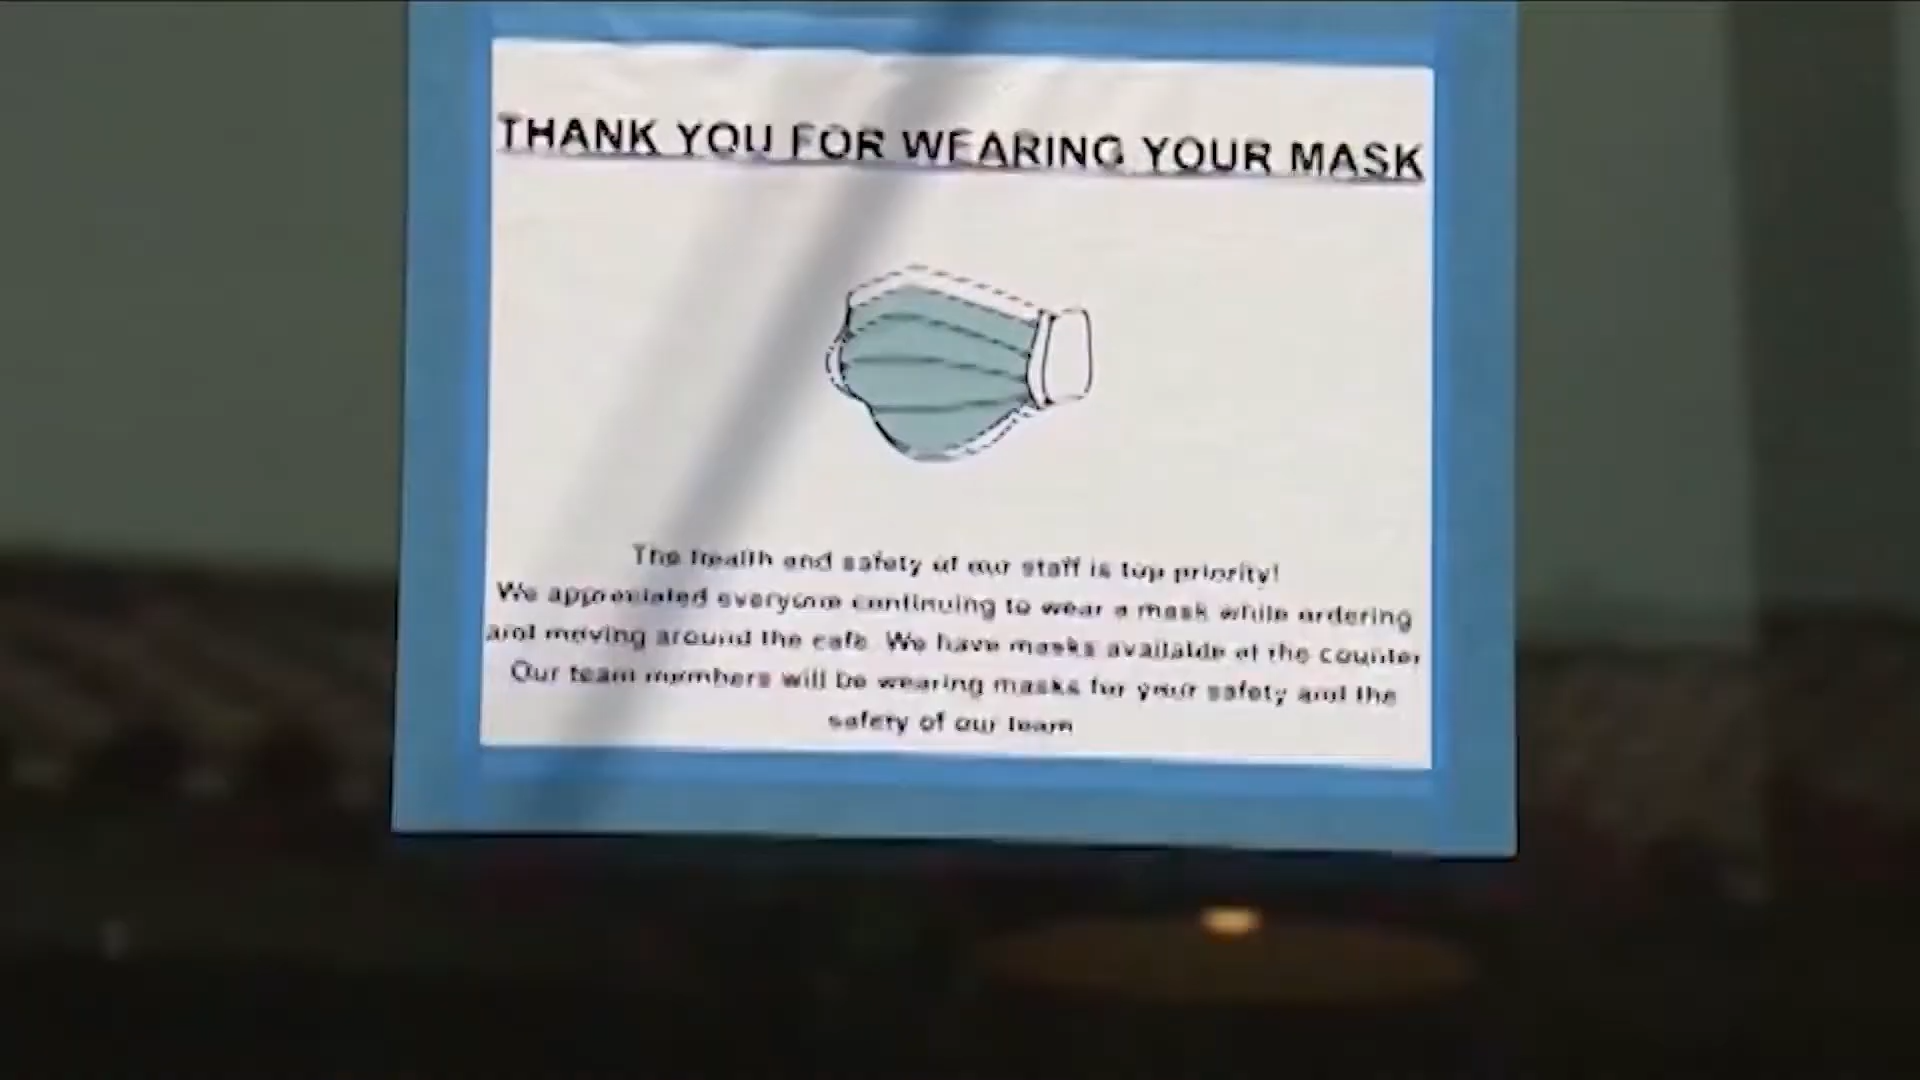 THANK YOU FOR WEARING YOUR MASK
The health and safety of our staff is top priority!
We appreciated everyone continuing to wear a mask while ordering
and moving around the cafe. We have masks available at the counter
Our team members will be wearing masks for your safety and the
safety of our team